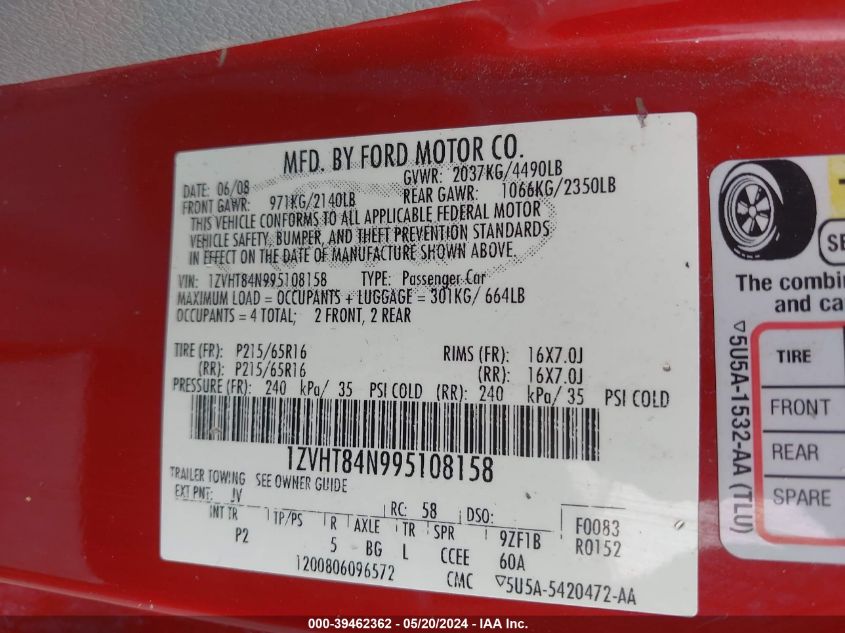 MFD. BY FORD MOTOR CO.
DATE: 06/08 GVWR: 2037KG/4490LB
FRONT GAWR: 971KG/2140LB REAR GAWR: 1066KG/2350LB
THIS VEHICLE CONFORMS TO ALL APPLICABLE FEDERAL MOTOR
VEHICLE SAFETY, BUMPER, AND THEFT PREVENTION STANDARDS
IN EFFECT ON THE DATE OF MANUFACTURE SHOWN ABOVE.
VIN: 1ZVHT84N995108158 TYPE: Passenger Car
MAXIMUM LOAD = OCCUPANTS + LUGGAGE = 301KG/ 664LB
OCCUPANTS = 4 TOTAL; 2 FRONT, 2 REAR
TIRE (FR): P215/65R16 RIMS (FR): 16X7.0J
(RR): P215/65R16 (RR): 16X7.0J
PRESSURE (FR): 240 kPa/ 35 PSI COLD (RR): 240 kPa/ 35 PSI COLD
1ZVHT84N995108158
TRAILER TOWING SEE OWNER GUIDE
EXT PNT: JV RC: 58 DSO: F0083
INT TR TP/PS R AXLE TR SPR 9ZF1B R0152
P2 5 BG L CCEE 60A
1200806096572 CMC ▽5U5A-5420472-AA
SE
The combin
and ca
TIRE
FRONT
REAR
SPARE
▽5U5A-1532-AA (TLU)
000-39462362 - 05/20/2024 - IAA Inc.